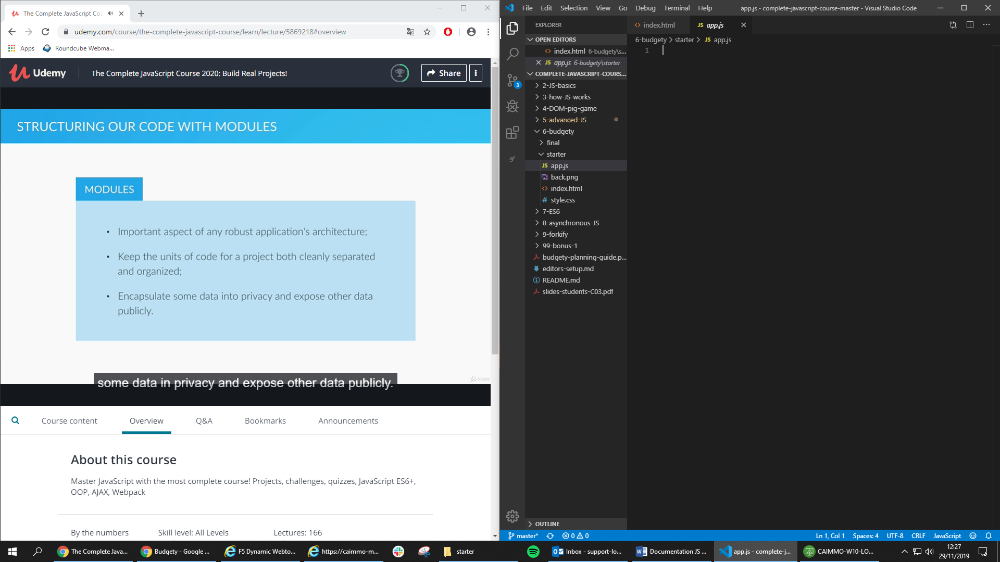 The Complete JavaScript Cou
udemy.com/course/the-complete-javascript-course/learn/lecture/5869218#overview
Apps
Roundcube Webma...
Udemy
The Complete JavaScript Course 2020: Build Real Projects!
Share
STRUCTURING OUR CODE WITH MODULES
MODULES
• Important aspect of any robust application's architecture;
• Keep the units of code for a project both cleanly separated
and organized;
• Encapsulate some data into privacy and expose other data
publicly.
Udemy
some data in privacy and expose other data publicly.
Course content
Overview
Q&A
Bookmarks
Announcements
About this course
Master JavaScript with the most complete course! Projects, challenges, quizzes, JavaScript ES6+,
OOP, AJAX, Webpack
By the numbers
Skill level: All Levels
Lectures: 166
File Edit Selection View Go Debug Terminal Help
app.js - complete-javascript-course-master - Visual Studio Code
EXPLORER
OPEN EDITORS
index.html 6-budgety\s...
JS app.js 6-budgety\starter
COMPLETE-JAVASCRIPT-COURS...
2-JS-basics
3-how-JS-works
4-DOM-pig-game
5-advanced-JS
6-budgety
final
starter
JS app.js
back.png
index.html
# style.css
7-ES6
8-asynchronous-JS
9-forkify
99-bonus-1
budgety-planning-guide.p...
editors-setup.md
README.md
slides-students-C03.pdf
OUTLINE
3
sf
index.html
JS app.js
6-budgety > starter > JS app.js
1
master*
0
0
Ln 1, Col 1
Spaces: 4
UTF-8
CRLF
JavaScript
The Complete Java...
Budgety - Google ...
F5 Dynamic Webto...
https://caimmo-m...
starter
Inbox - support-lo...
Documentation JS ...
app.js - complete-j...
CAIMMO-W10-LO...
12:27
29/11/2019